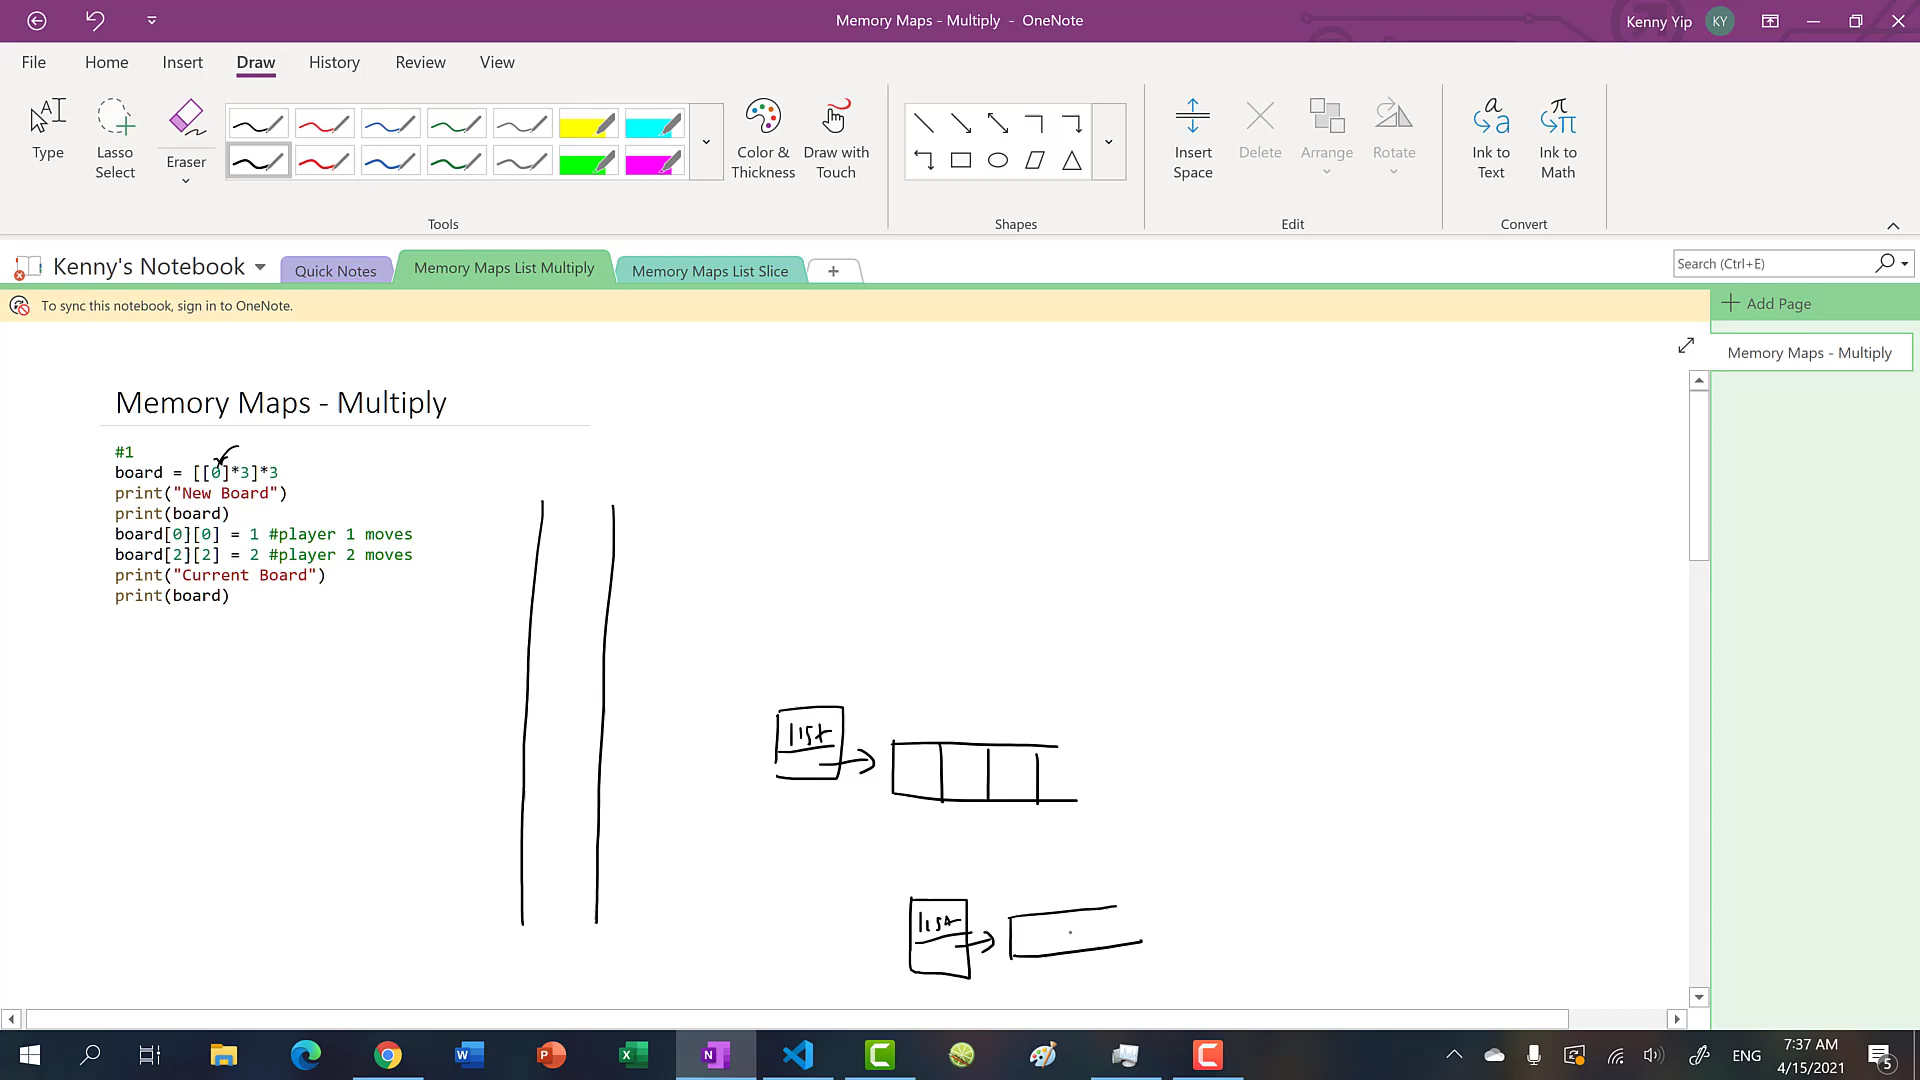 Memory Maps - Multiply - OneNote
Kenny Yip
KY
File
Home
Insert
Draw
History
Review
View
Type
Lasso
Select
Eraser
Color &
Thickness
Draw with
Touch
Insert
Space
Delete
Arrange
Rotate
Ink to
Text
Ink to
Math
Tools
Shapes
Edit
Convert
Kenny's Notebook
Quick Notes
Memory Maps List Multiply
Memory Maps List Slice
Search (Ctrl+E)
To sync this notebook, sign in to OneNote.
Add Page
Memory Maps - Multiply
Memory Maps - Multiply
#1
board = [[0]*3]*3
print("New Board")
print(board)
board[0][0] = 1 #player 1 moves
board[2][2] = 2 #player 2 moves
print("Current Board")
print(board)
list
list
ENG
7:37 AM
4/15/2021
5